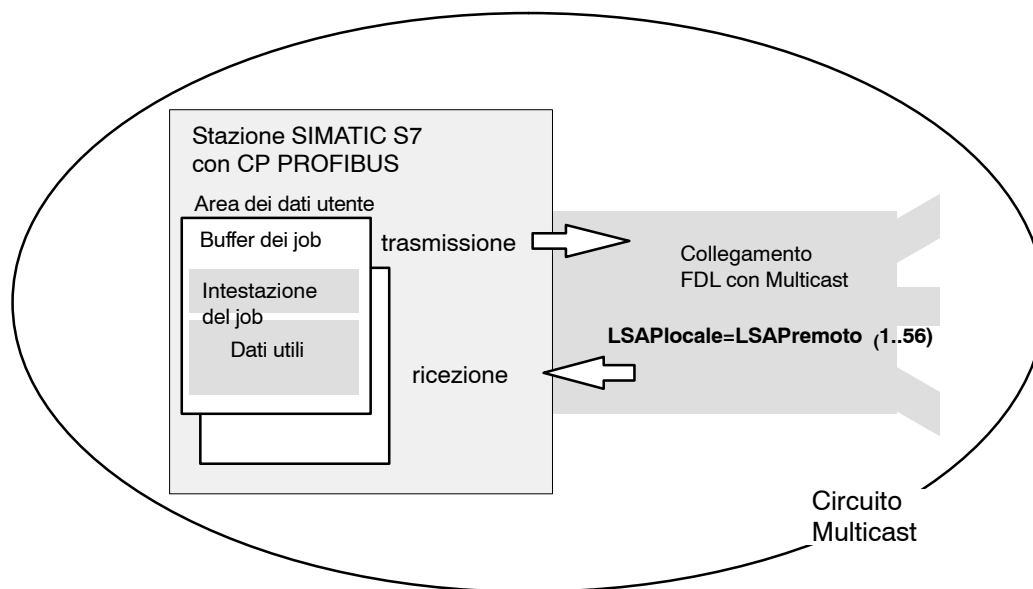 Stazione SIMATIC S7
con CP PROFIBUS
Area dei dati utente
Buffer dei job
trasmissione
Intestazione
del job
Dati utili
ricezione
Collegamento
FDL con Multicast
LSAPlocale=LSAPremoto (1..56)
Circuito
Multicast